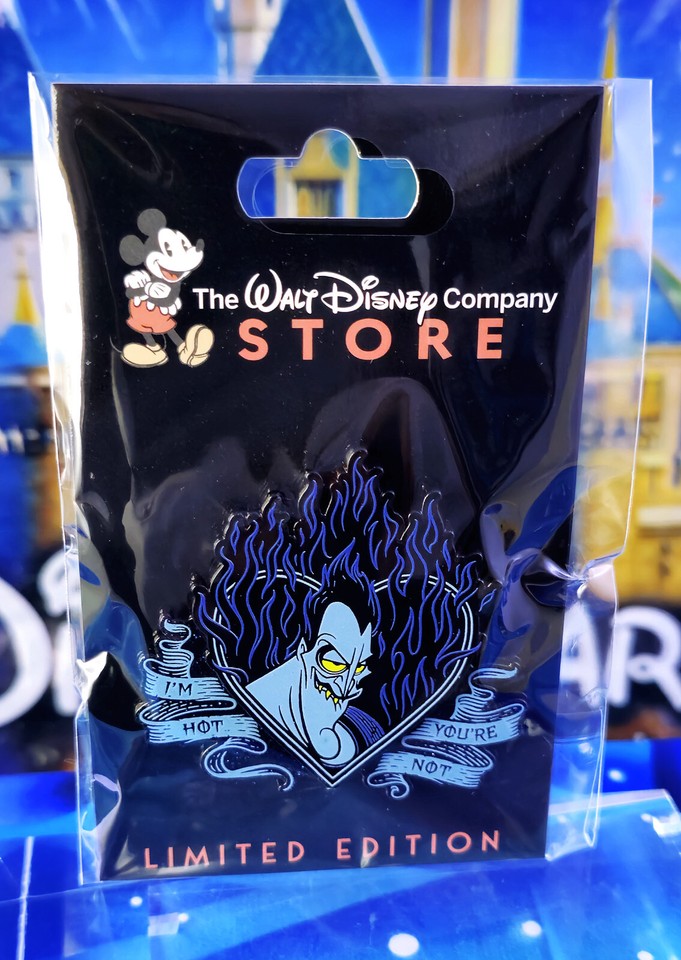 The WALT DISNEY Company
STORE
I'M
HOT
YOU'RE
NOT
LIMITED EDITION